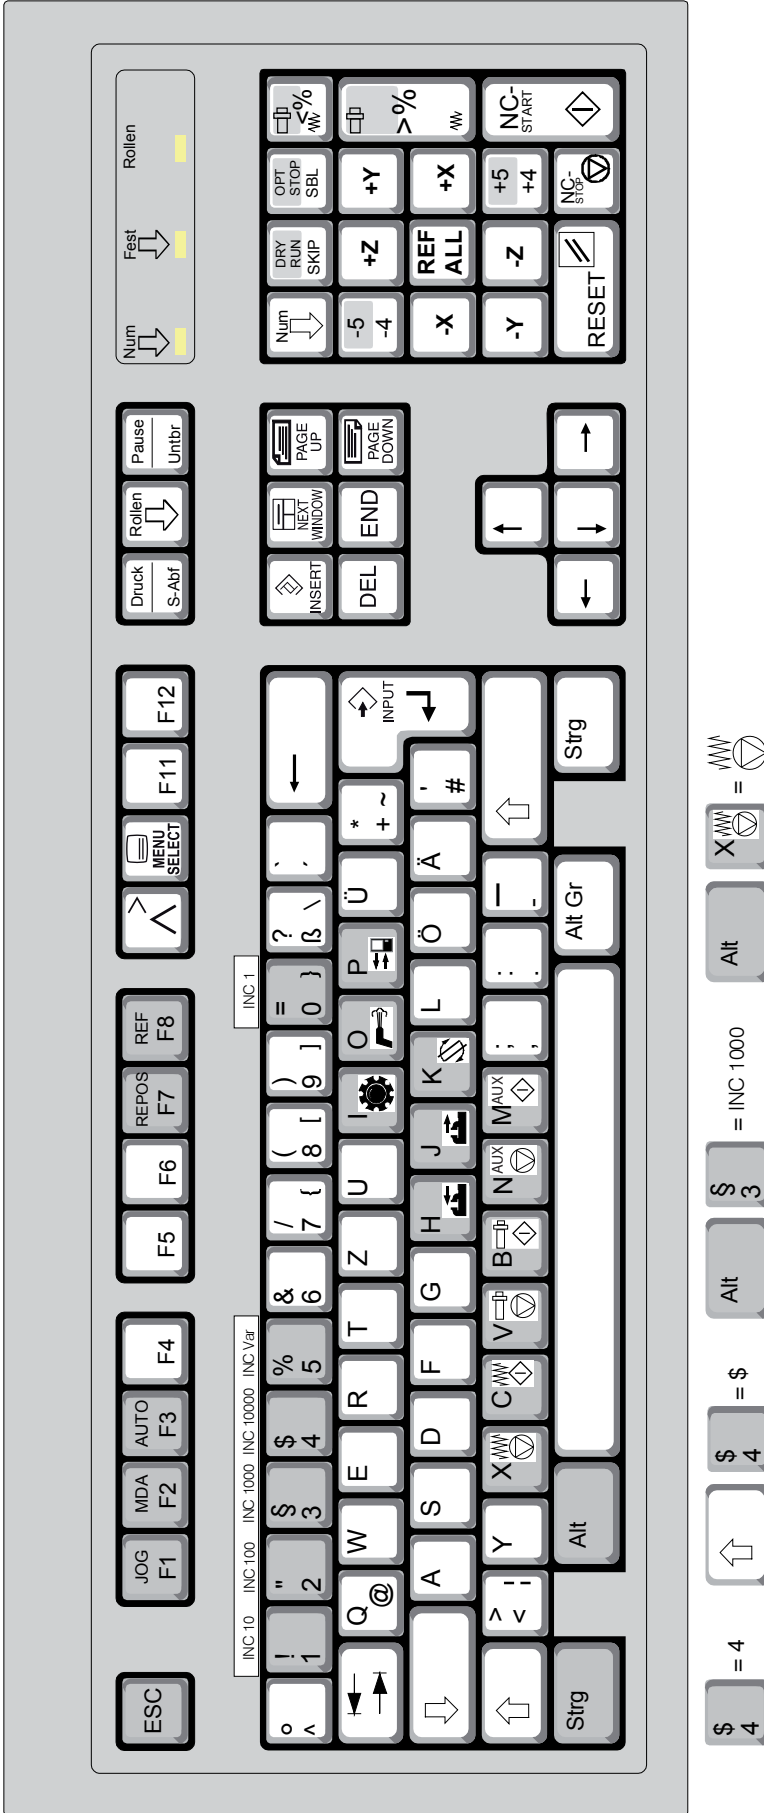 ESC
JOG
F1
MDA
F2
AUTO
F3
F4
F5
F6
REPOS
F7
REF
F8
MENU
SELECT
F11
F12
Druck
S-Abf
Rollen
Pause
Untbr
Num
Fest
Rollen
INC 10 INC100 INC 1000 INC 10000 INC Var
INC 1
°
^
!
1
"
2
§
3
$
4
%
5
&
6
/
7 {
(
8 [
)
9 ]
=
0 }
?
ß \
`
´
INSERT
NEXT
WINDOW
PAGE
UP
Num
DRY
RUN
SKIP
OPT
STOP
SBL
<%
>%
Q
@
W
E
R
T
Z
U
I
O
P
Ü
*
+ ~
INPUT
DEL
END
PAGE
DOWN
-5
-4
+Z
+Y
A
S
D
F
G
H
J
K
L
Ö
Ä
'
#
-X
REF
ALL
+X
>
< |
Y
X
C
V
B
N AUX
M AUX
;
,
:
.
_
-
-Y
-Z
+5
+4
NC-
START
Strg
Alt
Alt Gr
Strg
RESET
NC-
STOP
$
4
= 4
$
4
= $
Alt
§
3
= INC 1000
Alt
X
=